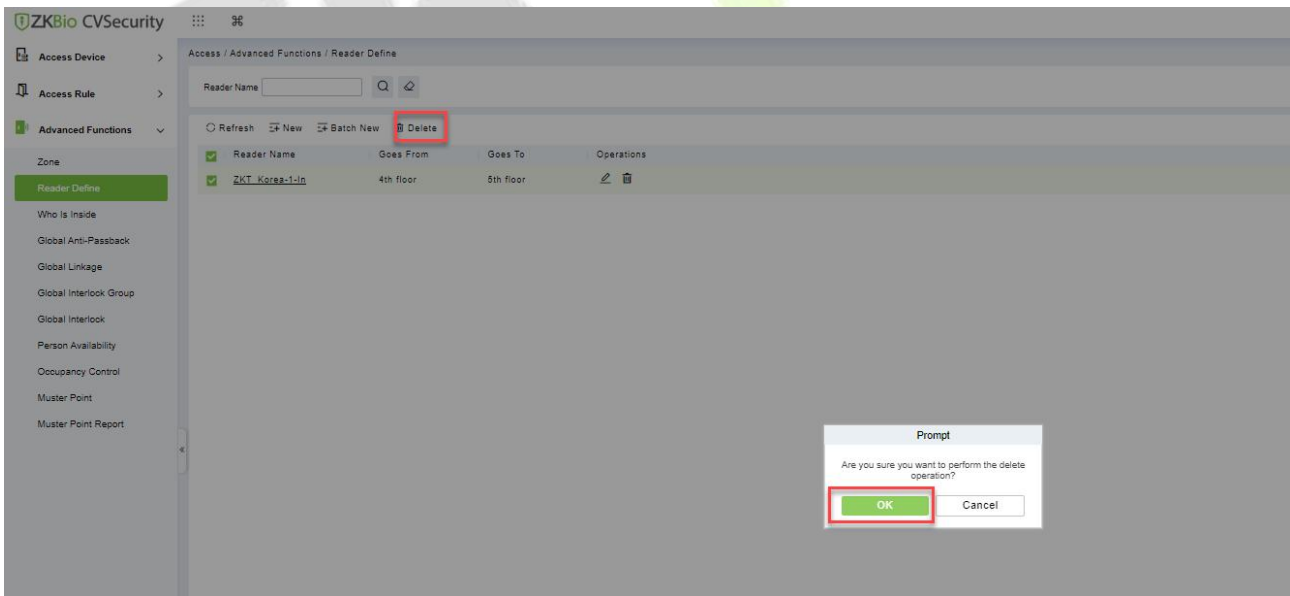 ZKBio CVSecurity
Access Device
Access Rule
Advanced Functions
Zone
Reader Define
Who Is Inside
Global Anti-Passback
Global Linkage
Global Interlock Group
Global Interlock
Person Availability
Occupancy Control
Muster Point
Muster Point Report
Access / Advanced Functions / Reader Define
Reader Name
Refresh New Batch New Delete
Reader Name Goes From Goes To Operations
ZKT_Korea-1-In 4th floor 5th floor
Prompt
Are you sure you want to perform the delete
operation?
OK Cancel